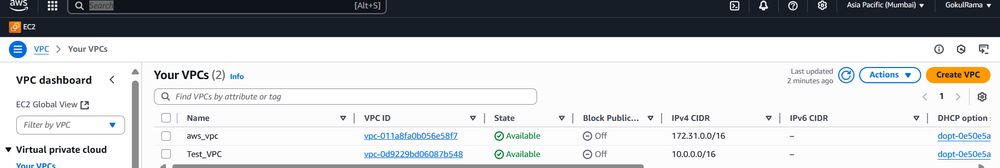 aws Search [Alt+S] Asia Pacific (Mumbai) GokulRama
EC2
VPC Your VPCs
VPC dashboard
EC2 Global View
Filter by VPC
Virtual private cloud
Your VPCs
Your VPCs (2) Info
Last updated
2 minutes ago
Actions Create VPC
Find VPCs by attribute or tag
1
Name VPC ID State Block Public... IPv4 CIDR IPv6 CIDR DHCP option
aws_vpc vpc-011a8fa0b056e58f7 Available Off 172.31.0.0/16 – dopt-0e50e5a
Test_VPC vpc-0d9229bd06087b548 Available Off 10.0.0.0/16 – dopt-0e50e5a